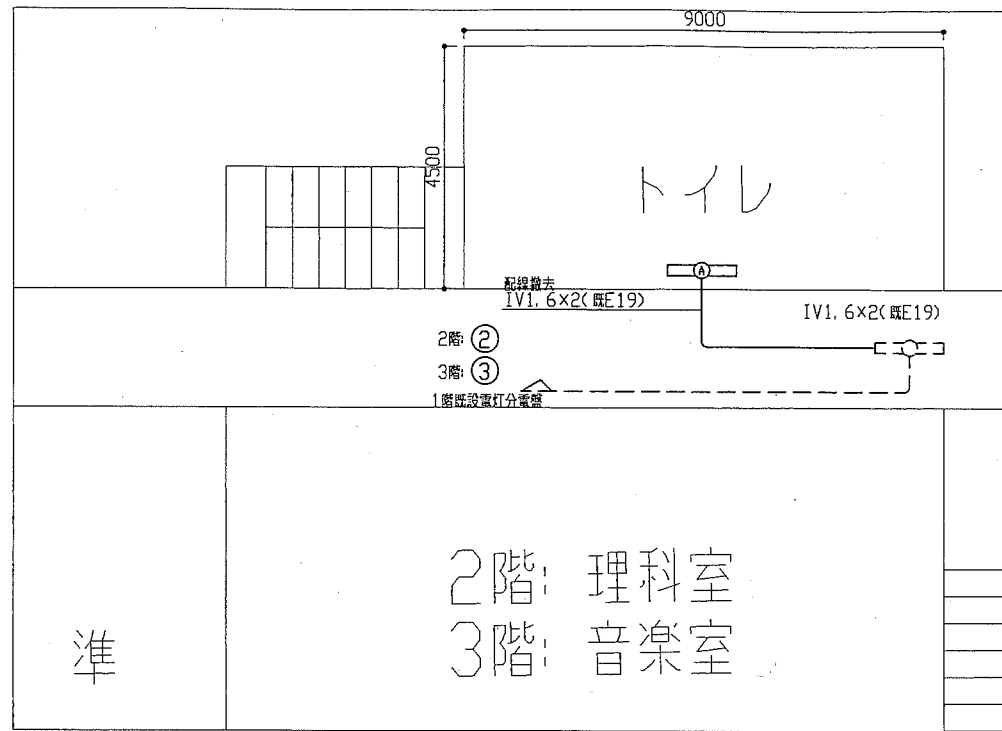 9000
4500
トイレ
A
配線撤去
IV1.6×2(既E19)
IV1.6×2(既E19)
2階: ②
3階: ③
1階既設電灯分電盤
2階: 理科室
3階: 音楽室
準